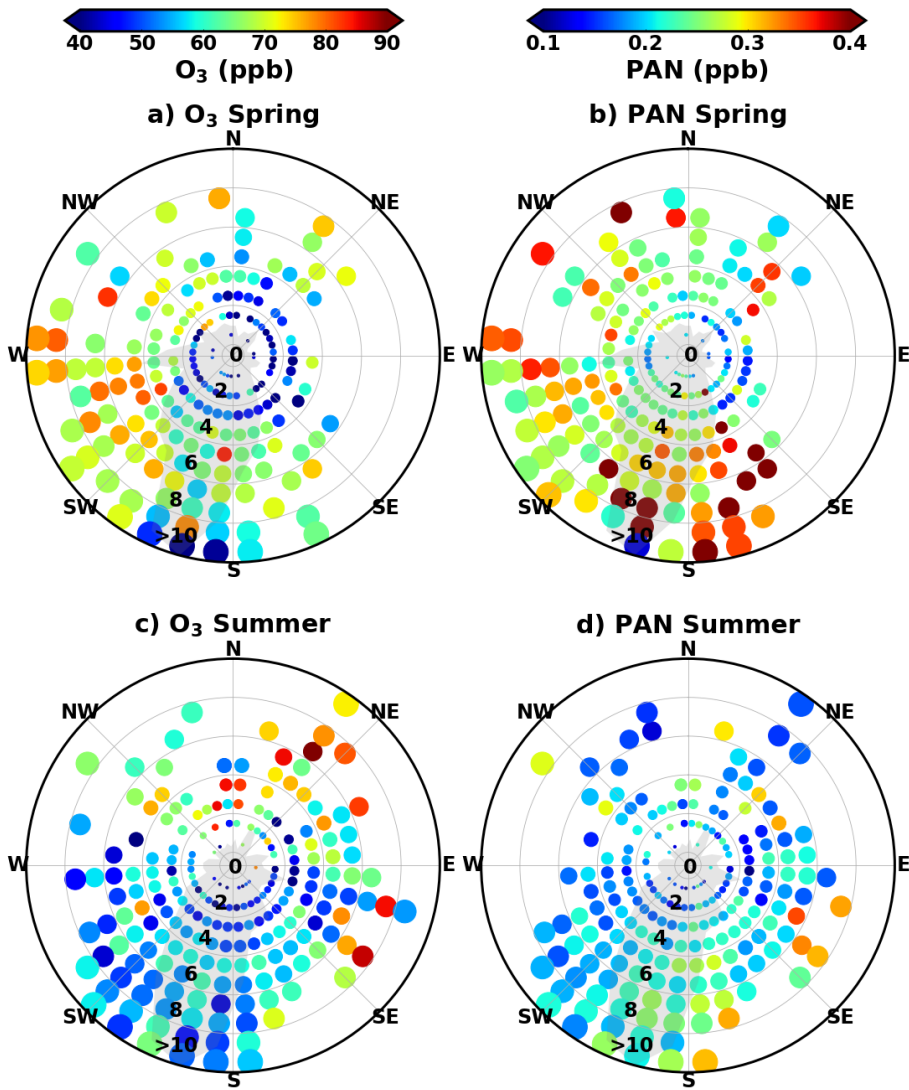 40 50 60 70 80 90
O₃ (ppb)
0.1 0.2 0.3 0.4
PAN (ppb)
a) O₃ Spring
N
NE
E
SE
S
SW
W
NW
0
2
4
6
8
>10
b) PAN Spring
N
NE
E
SE
S
SW
W
NW
0
2
4
6
8
>10
c) O₃ Summer
N
NE
E
SE
S
SW
W
NW
0
2
4
6
8
>10
d) PAN Summer
N
NE
E
SE
S
SW
W
NW
0
2
4
6
8
>10